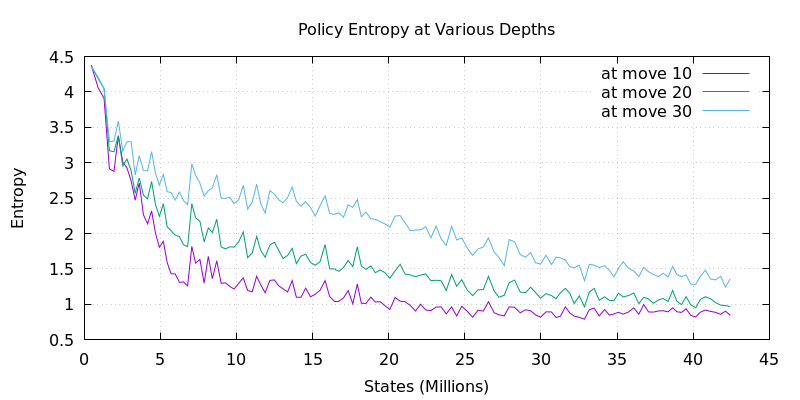 Policy Entropy at Various Depths
4.5
4
3.5
3
2.5
2
1.5
1
0.5
Entropy
at move 10
at move 20
at move 30
0 5 10 15 20 25 30 35 40 45
States (Millions)